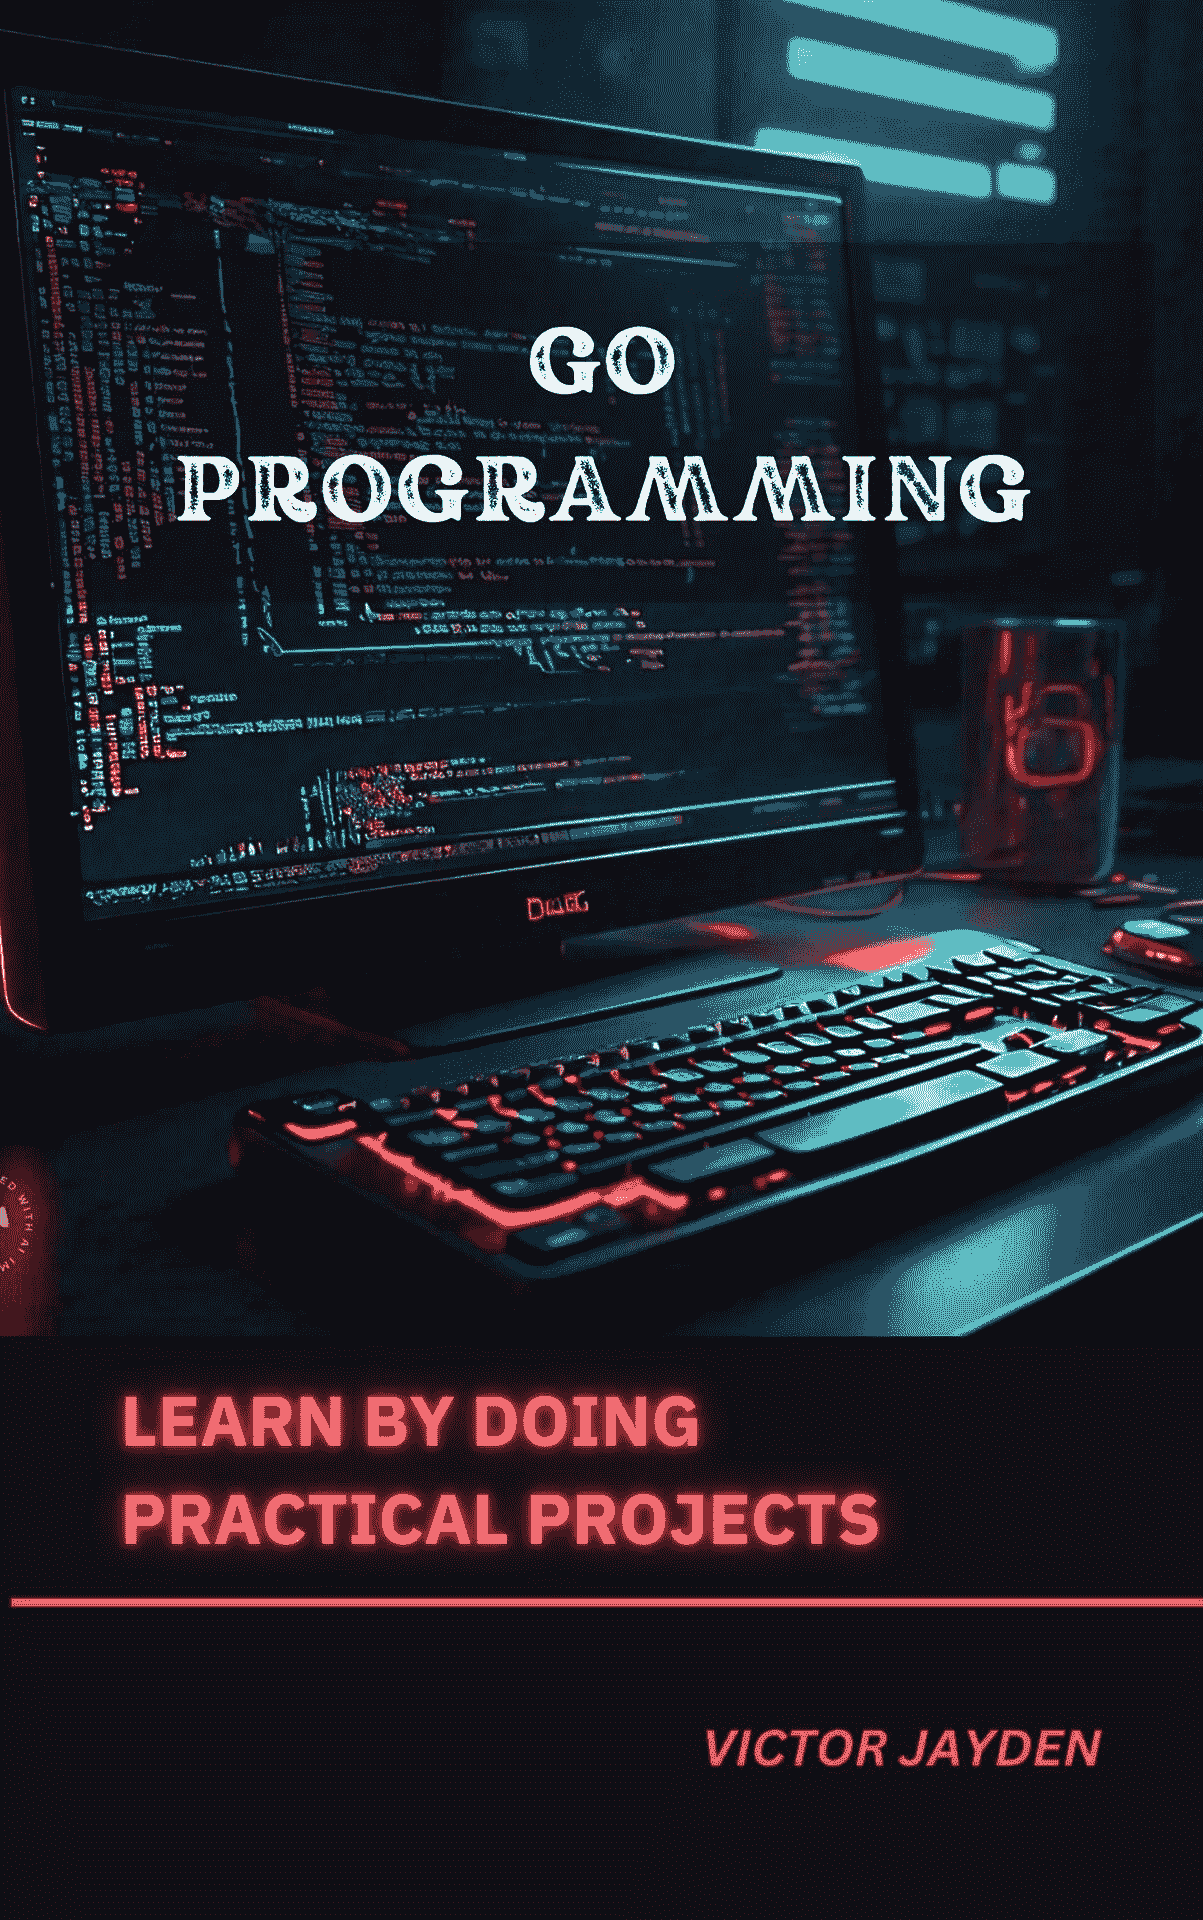 GO
PROGRAMMING
LEARN BY DOING
PRACTICAL PROJECTS
VICTOR JAYDEN